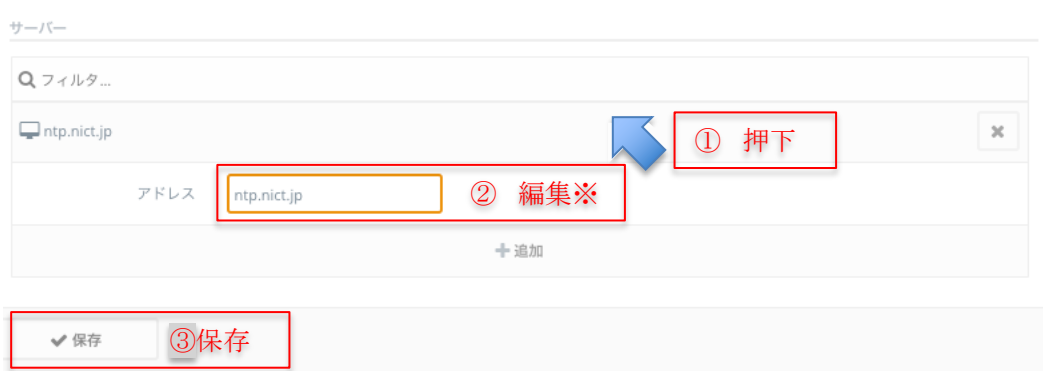 サーバー
フィルタ...
ntp.nict.jp
① 押下
アドレス ntp.nict.jp ② 編集※
追加
保存 ③保存